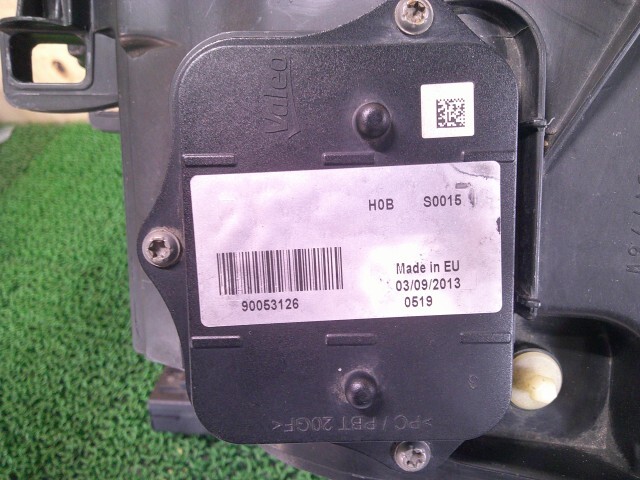 Valeo
H0B S0015
Made in EU
03/09/2013
90053126 0519
>PC / PBT 20GF<